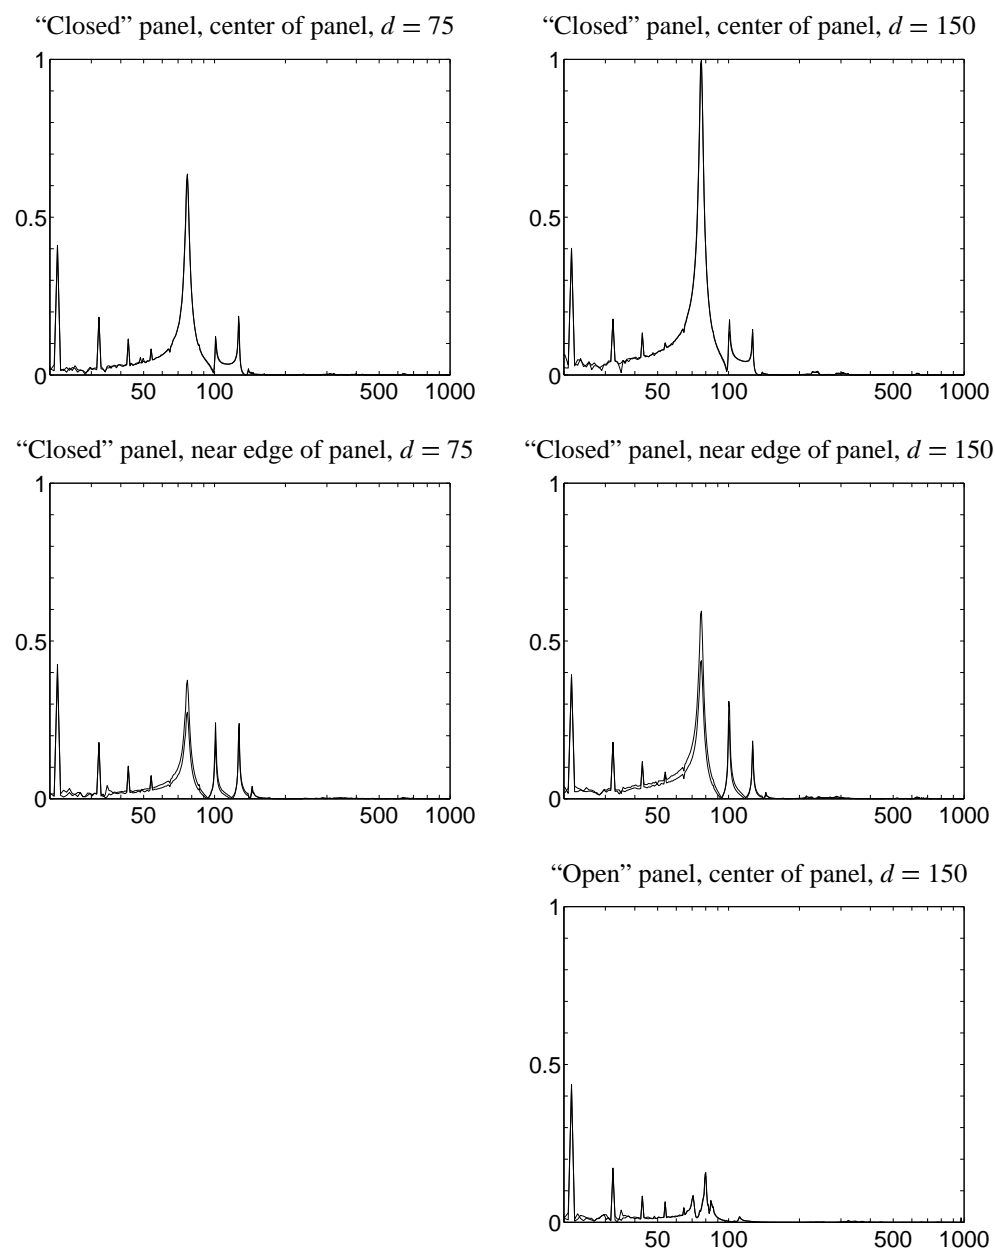 “Closed” panel, center of panel, d = 75
1
0.5
0
50 100 500 1000
“Closed” panel, center of panel, d = 150
1
0.5
0
50 100 500 1000
“Closed” panel, near edge of panel, d = 75
1
0.5
0
50 100 500 1000
“Closed” panel, near edge of panel, d = 150
1
0.5
0
50 100 500 1000
“Open” panel, center of panel, d = 150
1
0.5
0
50 100 500 1000